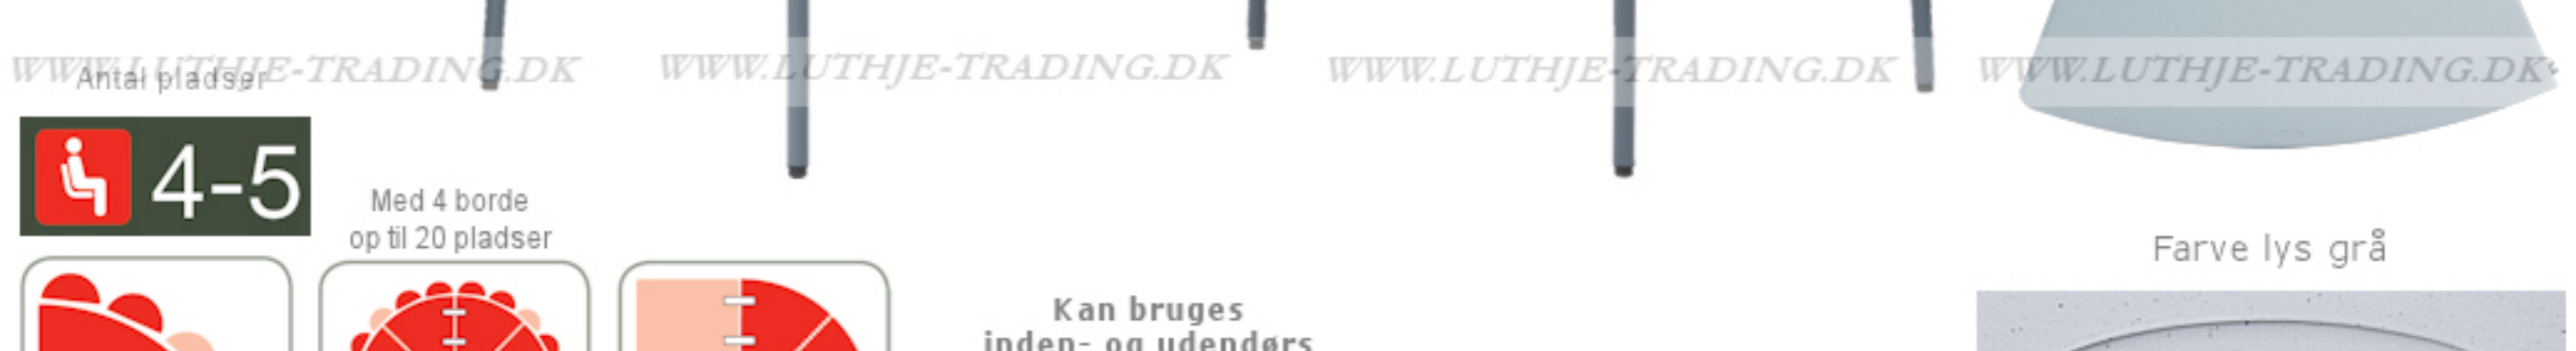 WWW.LUTHJE-TRADING.DK
WWW.LUTHJE-TRADING.DK
WWW.LUTHJE-TRADING.DK
WWW.LUTHJE-TRADING.DK
Antal pladser
4-5
Med 4 borde
op til 20 pladser
Farve lys grå
Kan bruges
inden- og udendørs